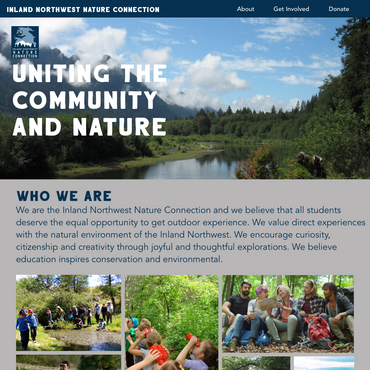 INLAND NORTHWEST NATURE CONNECTION
About
Get Involved
Donate
NATURE
CONNECTION
UNITING THE
COMMUNITY
AND NATURE
WHO WE ARE
We are the Inland Northwest Nature Connection and we believe that all students
deserve the equal opportunity to get outdoor experience. We value direct experiences
with the natural environment of the Inland Northwest. We encourage curiosity,
citizenship and creativity through joyful and thoughtful explorations. We believe
education inspires conservation and environmental.